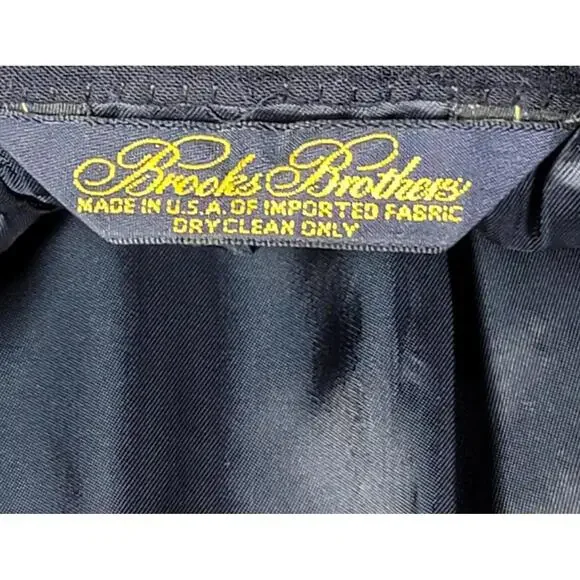 Brooks Brothers
MADE IN U.S.A. OF IMPORTED FABRIC
DRY CLEAN ONLY